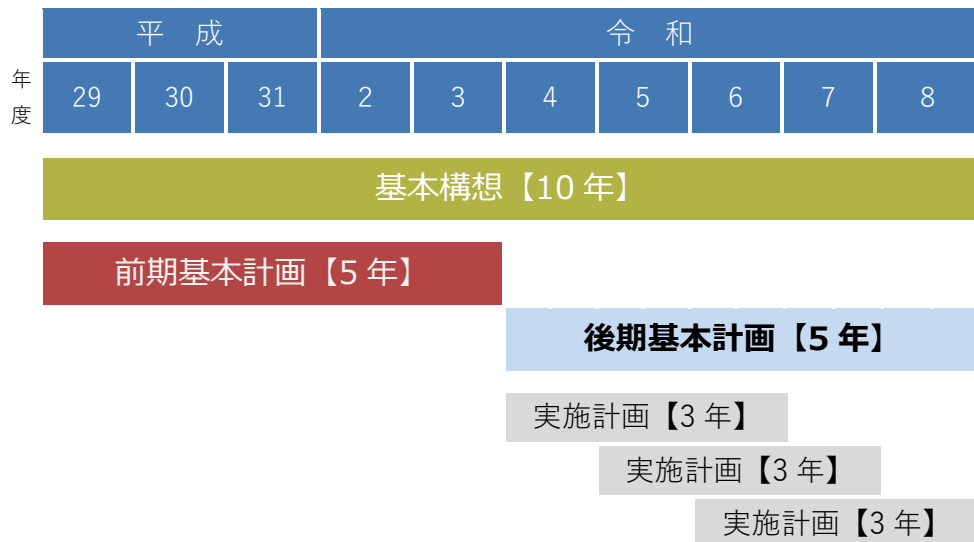 平 成 令 和
年度 29 30 31 2 3 4 5 6 7 8
基本構想【10 年】
前期基本計画【5 年】
後期基本計画【5 年】
実施計画【3 年】
実施計画【3 年】
実施計画【3 年】